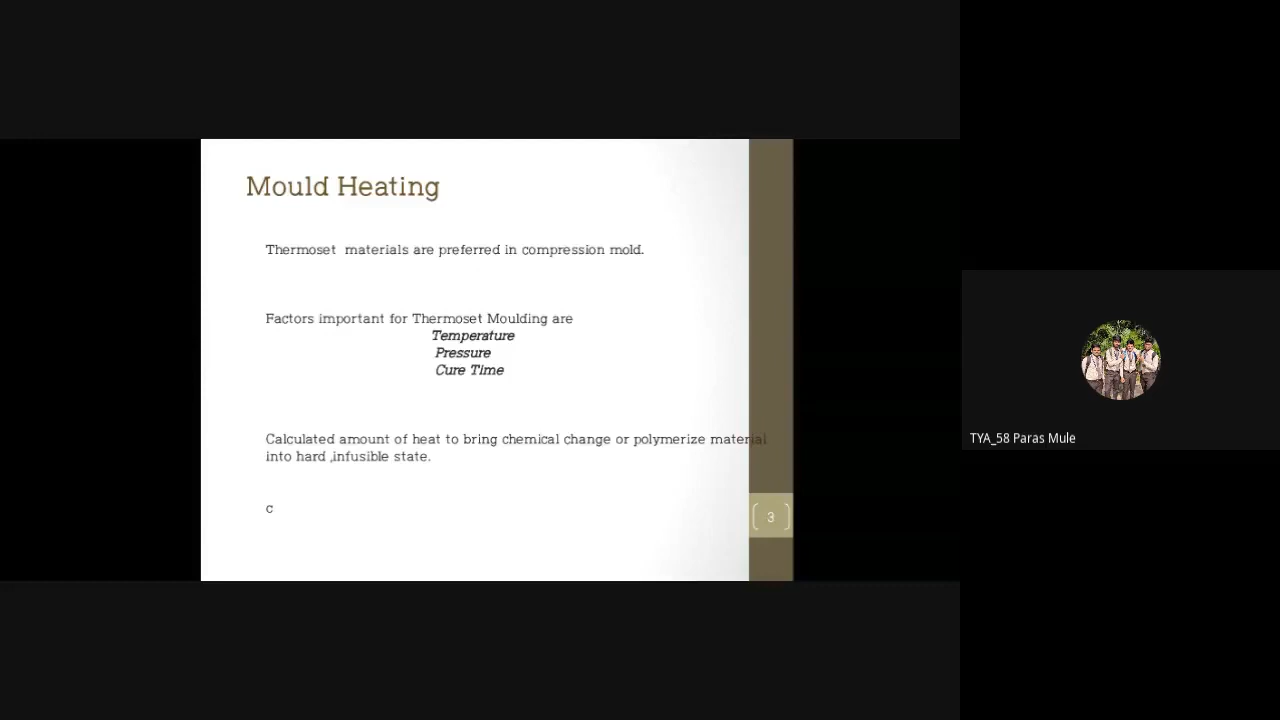 Mould Heating
Thermoset materials are preferred in compression mold.
Factors important for Thermoset Moulding are
Temperature
Pressure
Cure Time
Calculated amount of heat to bring chemical change or polymerize material
into hard ,infusible state.
c
3
TYA_58 Paras Mule